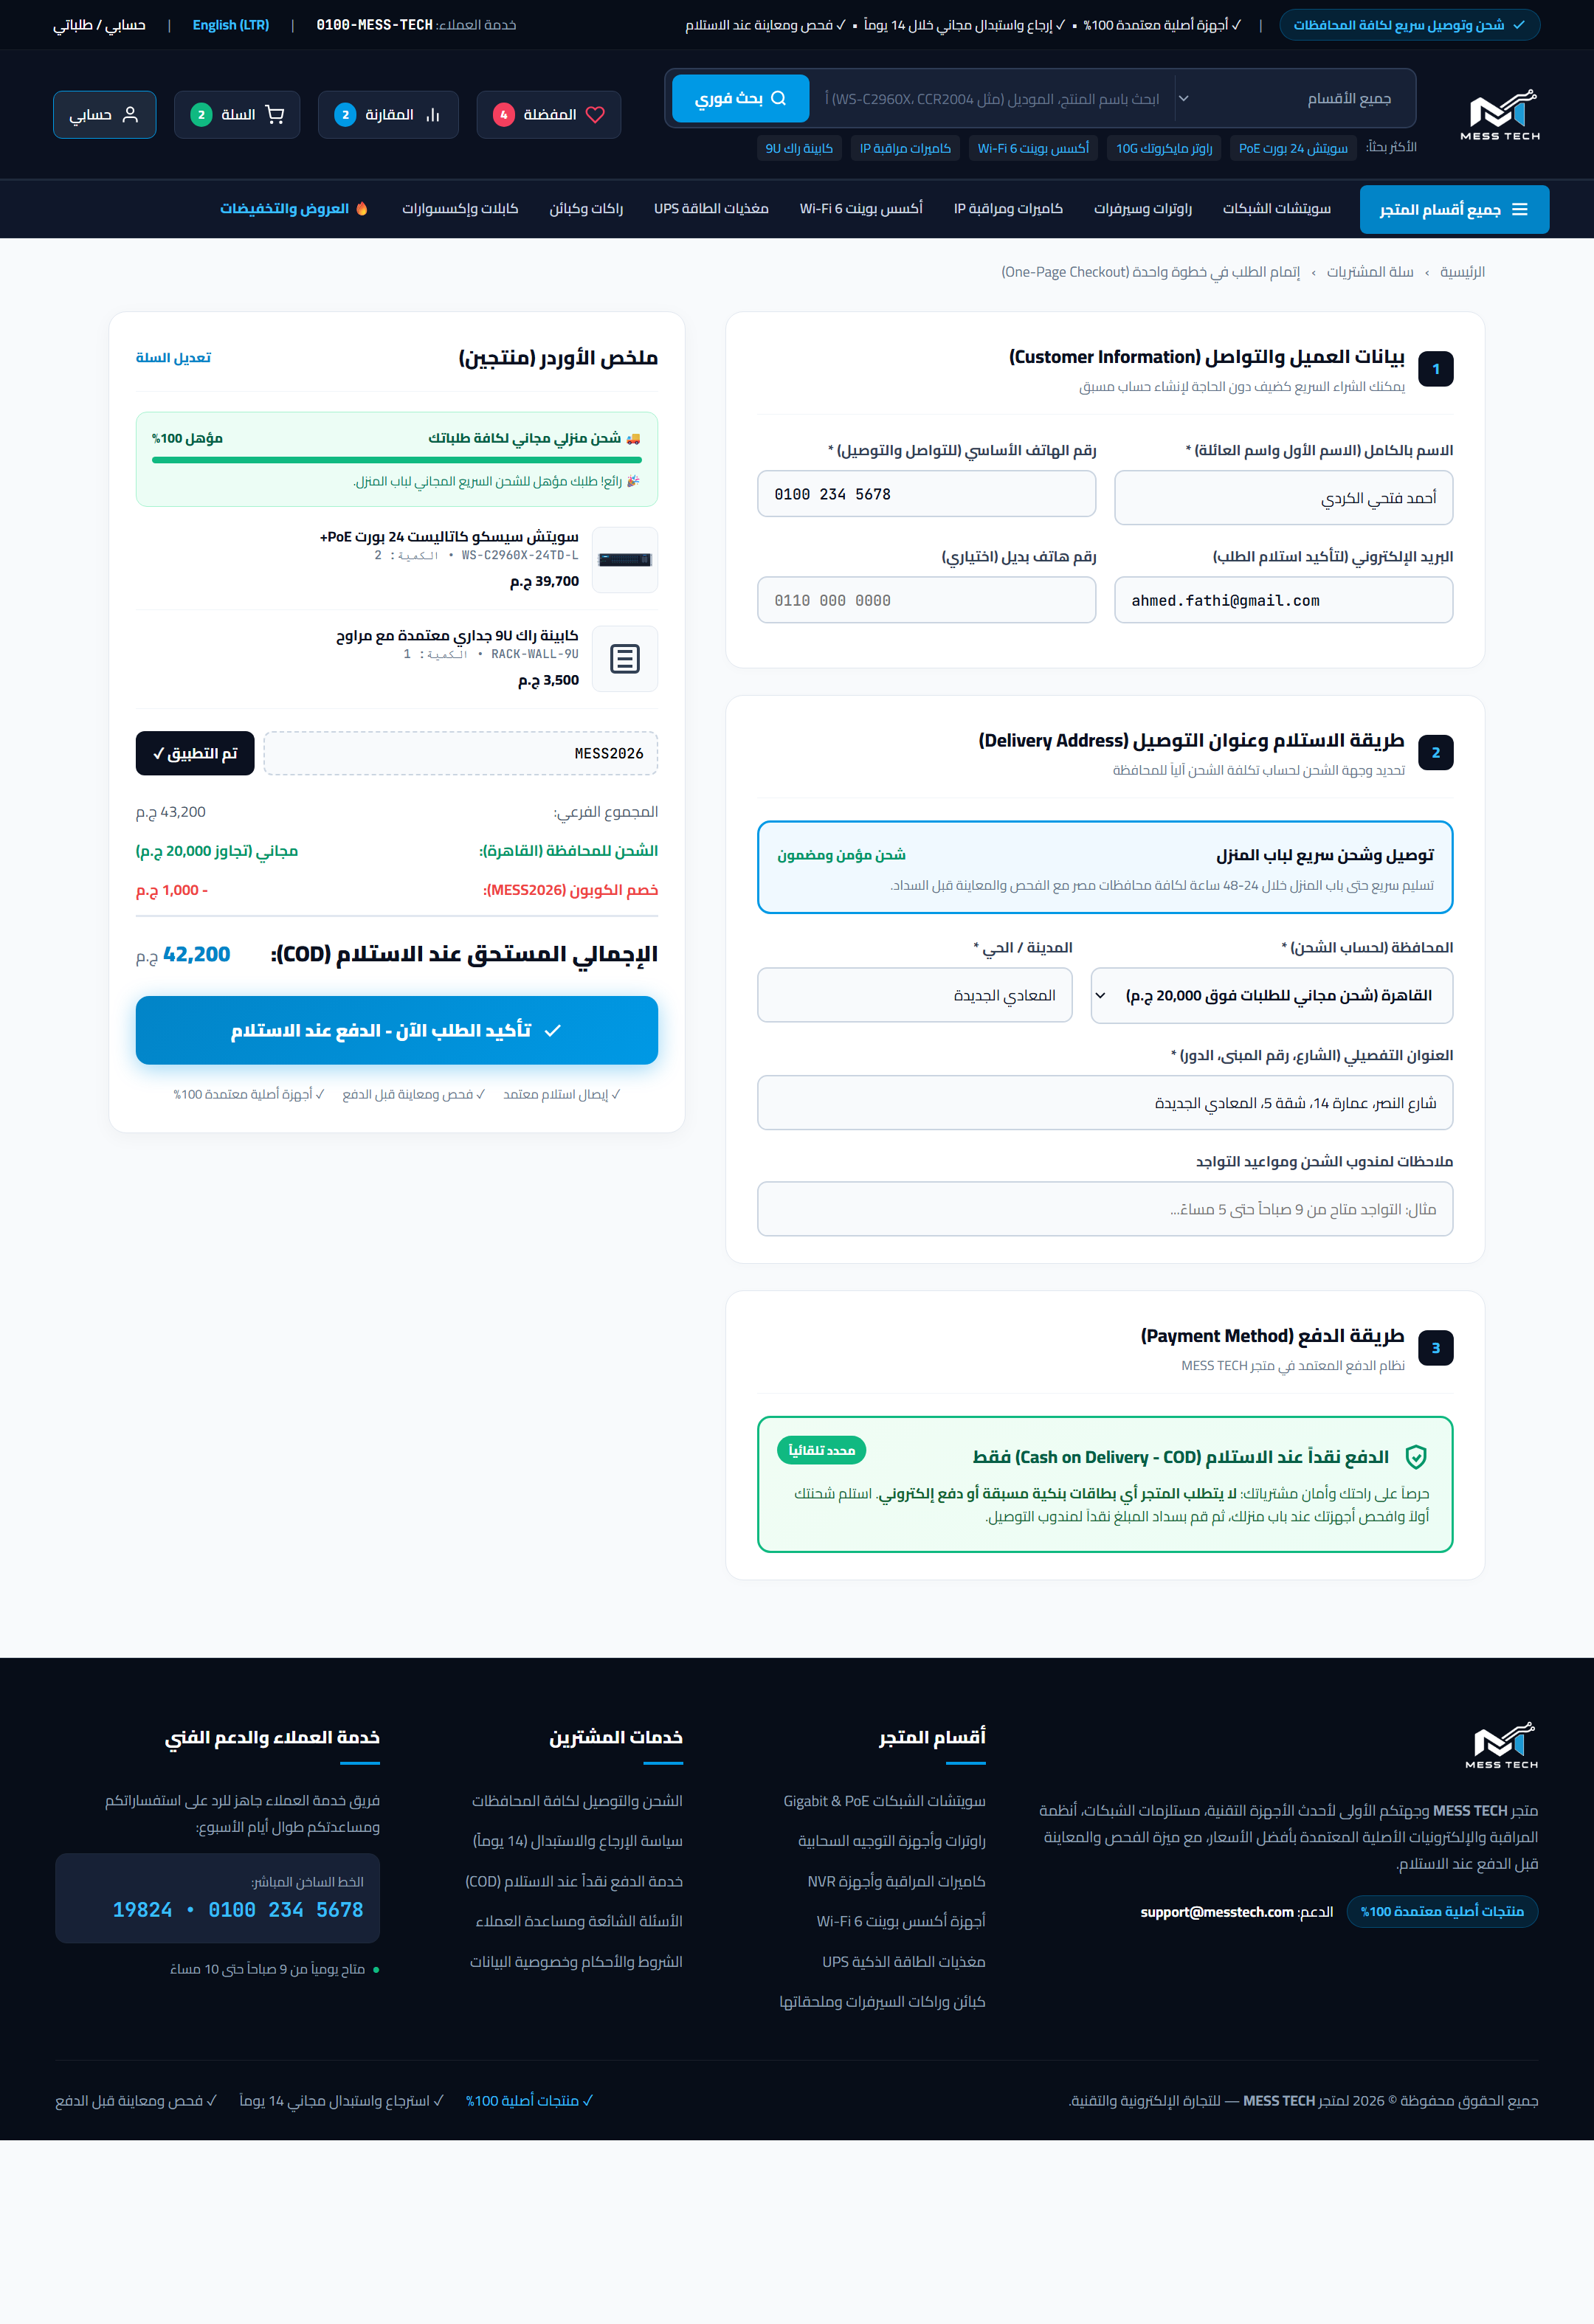 شحن وتوصيل سريع لكافة المحافظات | ✓ أجهزة أصلية معتمدة 100% • ✓ إرجاع واستبدال مجاني خلال 14 يوماً • ✓ فحص ومعاينة عند الاستلام
خدمة العملاء: 0100-MESS-TECH | English (LTR) | حسابي / طلباتي
MESS TECH
جميع الأقسام
ابحث باسم المنتج، الموديل (مثل WS-C2960X، CCR2004) أ
بحث فوري
المفضلة 4
المقارنة 2
السلة 2
حسابي
الأكثر بحثاً: سويتش 24 بورت PoE راوتر مايكروتك 10G أكسس بوينت Wi-Fi 6 كاميرات مراقبة IP كابينة راك 9U
جميع أقسام المتجر
سويتشات الشبكات
راوترات وسيرفرات
كاميرات ومراقبة IP
أكسس بوينت Wi-Fi 6
مغذيات الطاقة UPS
راكات وكبائن
كابلات وإكسسوارات
🔥 العروض والتخفيضات
الرئيسية › سلة المشتريات › إتمام الطلب في خطوة واحدة (One-Page Checkout)
1
بيانات العميل والتواصل (Customer Information)
يمكنك الشراء السريع كضيف دون الحاجة لإنشاء حساب مسبق
الاسم بالكامل (الاسم الأول واسم العائلة) *
أحمد فتحي الكردي
رقم الهاتف الأساسي (للتواصل والتوصيل) *
0100 234 5678
البريد الإلكتروني (لتأكيد استلام الطلب)
ahmed.fathi@gmail.com
رقم هاتف بديل (اختياري)
0110 000 0000
2
طريقة الاستلام وعنوان التوصيل (Delivery Address)
تحديد وجهة الشحن لحساب تكلفة الشحن آلياً للمحافظة
توصيل وشحن سريع لباب المنزل
شحن مؤمن ومضمون
تسليم سريع حتى باب المنزل خلال 24-48 ساعة لكافة محافظات مصر مع الفحص والمعاينة قبل السداد.
المحافظة (لحساب الشحن) *
القاهرة (شحن مجاني للطلبات فوق 20,000 ج.م)
المدينة / الحي *
المعادي الجديدة
العنوان التفصيلي (الشارع، رقم المبنى، الدور) *
شارع النصر، عمارة 14، شقة 5، المعادي الجديدة
ملاحظات لمندوب الشحن ومواعيد التواجد
مثال: التواجد متاح من 9 صباحاً حتى 5 مساءً...
3
طريقة الدفع (Payment Method)
نظام الدفع المعتمد في متجر MESS TECH
الدفع نقداً عند الاستلام (Cash on Delivery - COD) فقط
محدد تلقائياً
حرصاً على راحتك وأمان مشترياتك: لا يتطلب المتجر أي بطاقات بنكية مسبقة أو دفع إلكتروني. استلم شحنتك
أولاً وافحص أجهزتك عند باب منزلك، ثم قم بسداد المبلغ نقداً لمندوب التوصيل.
ملخص الأوردر (منتجين)
تعديل السلة
🚚 شحن منزلي مجاني لكافة طلباتك
مؤهل 100%
🎉 رائع! طلبك مؤهل للشحن السريع المجاني لباب المنزل.
سويتش سيسكو كاتاليست 24 بورت PoE+
WS-C2960X-24TD-L • الكمية: 2
39,700 ج.م
كابينة راك 9U جداري معتمدة مع مراوح
RACK-WALL-9U • الكمية: 1
3,500 ج.م
MESS2026
تم التطبيق ✓
المجموع الفرعي:
43,200 ج.م
الشحن للمحافظة (القاهرة):
مجاني (تجاوز 20,000 ج.م)
خصم الكوبون (MESS2026):
- 1,000 ج.م
الإجمالي المستحق عند الاستلام (COD):
42,200 ج.م
تأكيد الطلب الآن - الدفع عند الاستلام
✓ إيصال استلام معتمد ✓ فحص ومعاينة قبل الدفع ✓ أجهزة أصلية معتمدة 100%
MESS TECH
متجر MESS TECH وجهتكم الأولى لأحدث الأجهزة التقنية، مستلزمات الشبكات، أنظمة
المراقبة والإلكترونيات الأصلية المعتمدة بأفضل الأسعار، مع ميزة الفحص والمعاينة
قبل الدفع عند الاستلام.
منتجات أصلية معتمدة 100%
الدعم: support@messtech.com
أقسام المتجر
سويتشات الشبكات Gigabit & PoE
راوترات وأجهزة التوجيه السحابية
كاميرات المراقبة وأجهزة NVR
أجهزة أكسس بوينت Wi-Fi 6
مغذيات الطاقة الذكية UPS
كبائن وراكات السيرفرات وملحقاتها
خدمات المشترين
الشحن والتوصيل لكافة المحافظات
سياسة الإرجاع والاستبدال (14 يوماً)
خدمة الدفع نقداً عند الاستلام (COD)
الأسئلة الشائعة ومساعدة العملاء
الشروط والأحكام وخصوصية البيانات
خدمة العملاء والدعم الفني
فريق خدمة العملاء جاهز للرد على استفساراتكم
ومساعدتكم طوال أيام الأسبوع:
الخط الساخن المباشر:
19824 • 0100 234 5678
● متاح يومياً من 9 صباحاً حتى 10 مساءً
جميع الحقوق محفوظة © 2026 لمتجر MESS TECH — للتجارة الإلكترونية والتقنية.
✓ منتجات أصلية 100% ✓ استرجاع واستبدال مجاني 14 يوماً ✓ فحص ومعاينة قبل الدفع